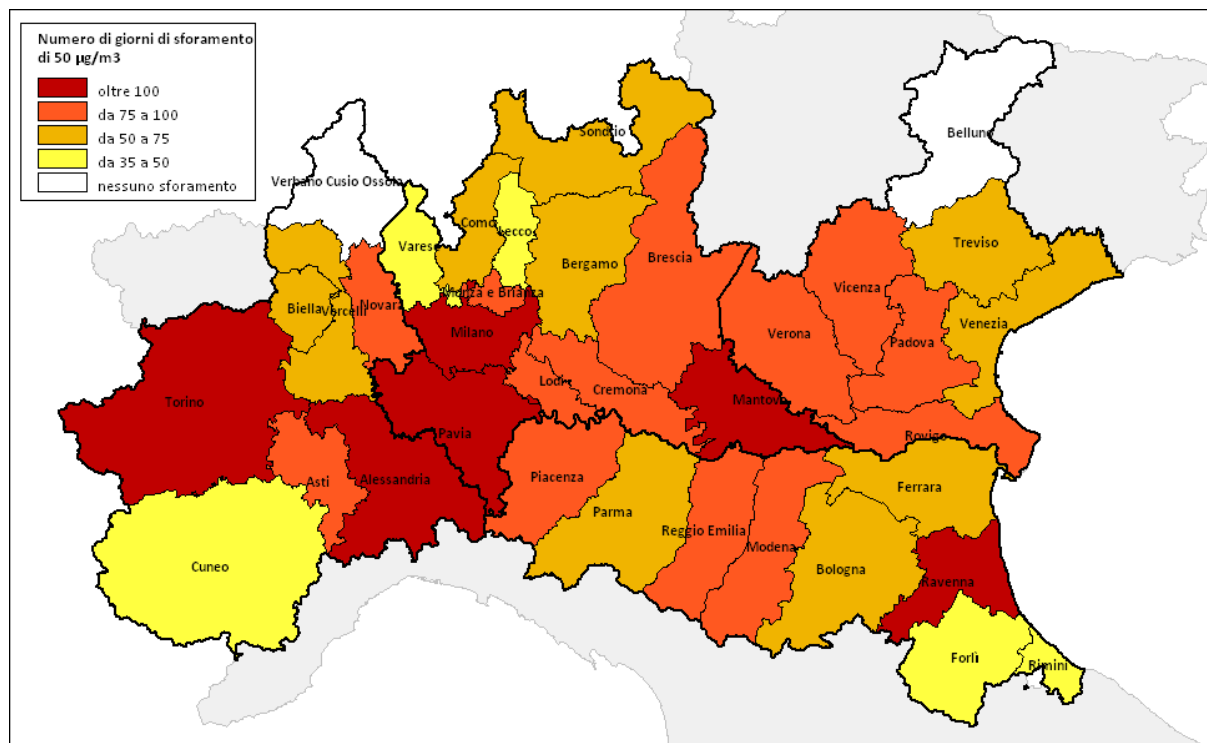 Numero di giorni di sforamento
di 50 µg/m3
oltre 100
da 75 a 100
da 50 a 75
da 35 a 50
nessuno sforamento
Sondrio
Belluno
Verbano Cusio Ossola
Como
Lecco
Varese
Treviso
Bergamo
Brescia
Vicenza
Monza e Brianza
Biella
Vercelli
Novara
Venezia
Milano
Verona
Padova
Lodi
Cremona
Torino
Mantova
Pavia
Rovigo
Asti
Alessandria
Piacenza
Ferrara
Parma
Reggio Emilia
Modena
Cuneo
Bologna
Ravenna
Forlì
Rimini